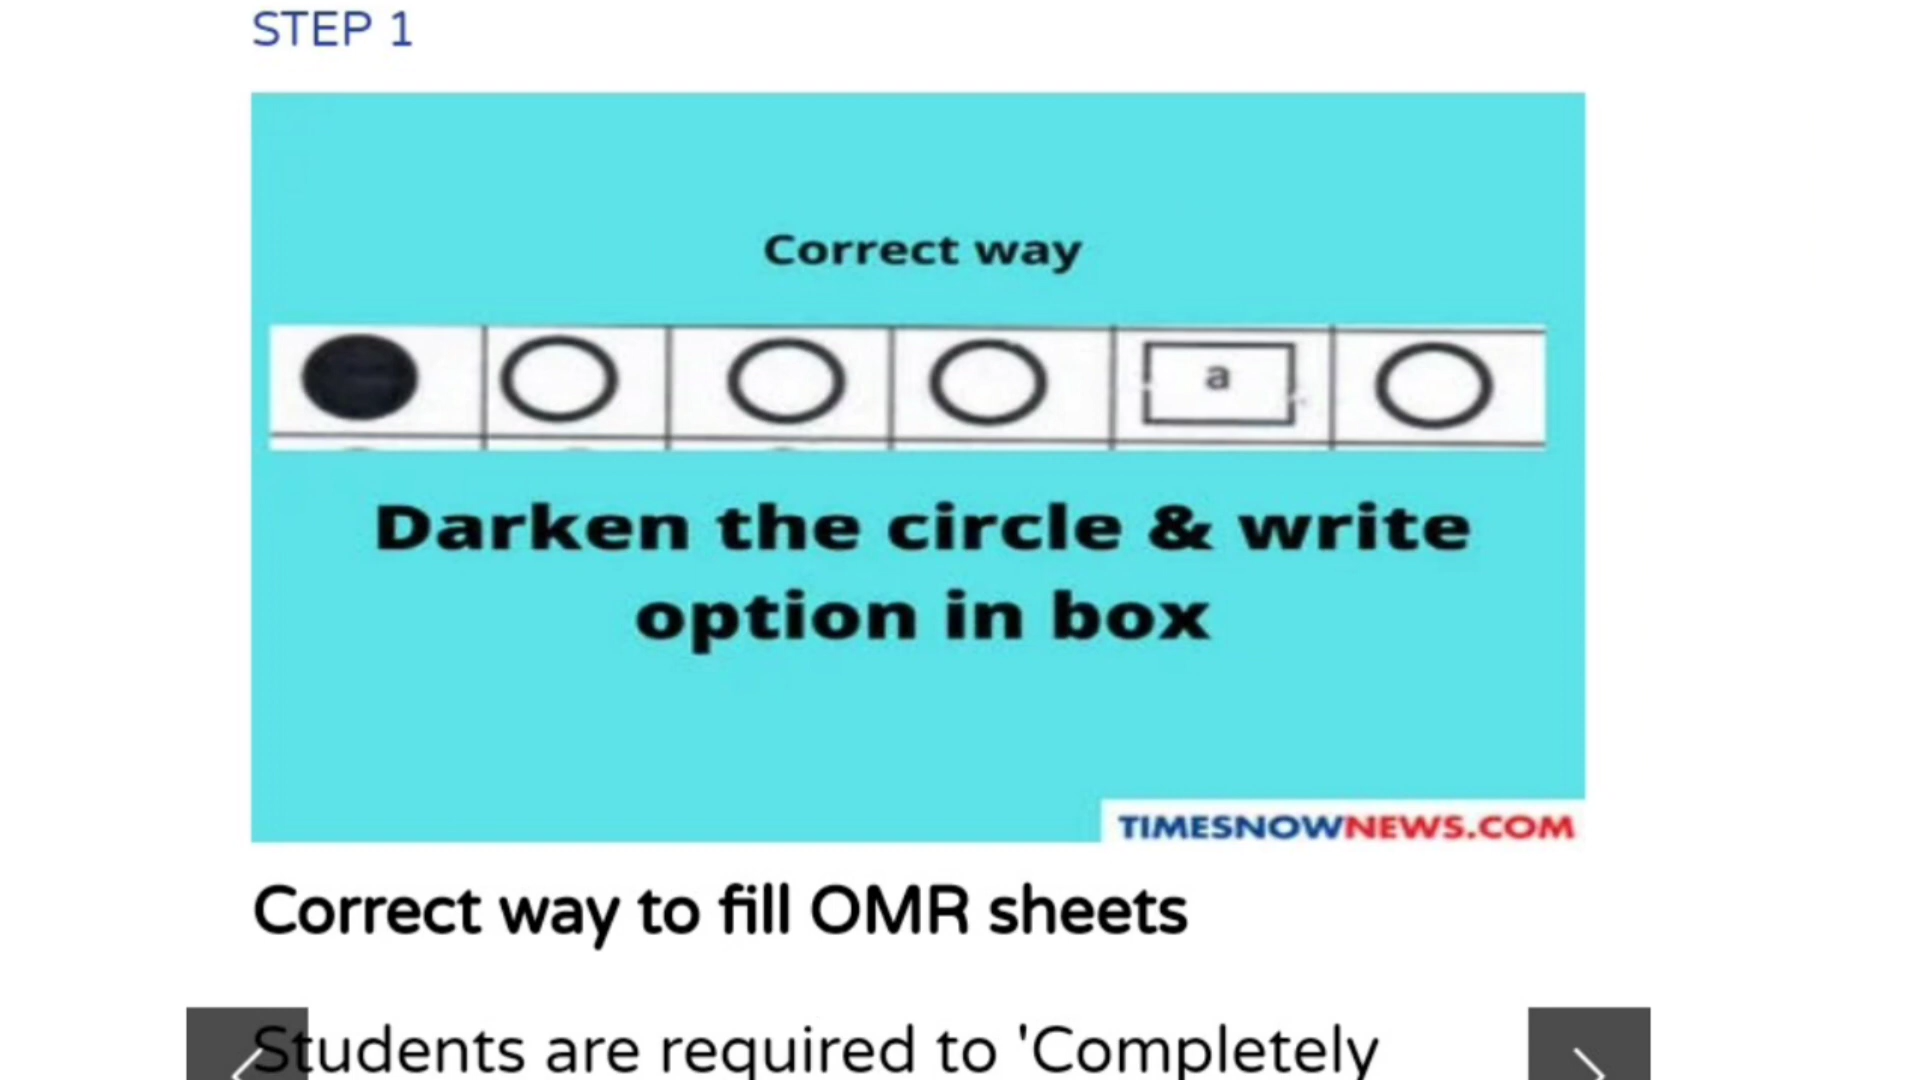 STEP 1
Correct way
a
Darken the circle & write
option in box
TIMESNOWNEWS.COM
Correct way to fill OMR sheets
Students are required to 'Completely